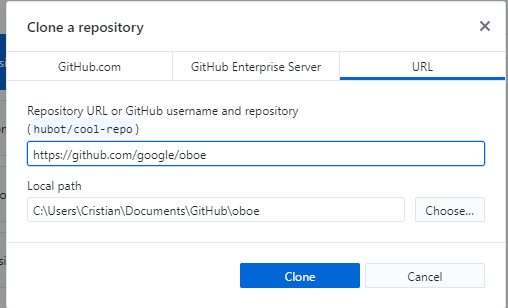 Clone a repository
GitHub.com
GitHub Enterprise Server
URL
Repository URL or GitHub username and repository
(hubot/cool-repo)
https://github.com/google/oboe
Local path
C:\Users\Cristian\Documents\GitHub\oboe
Choose...
Clone
Cancel